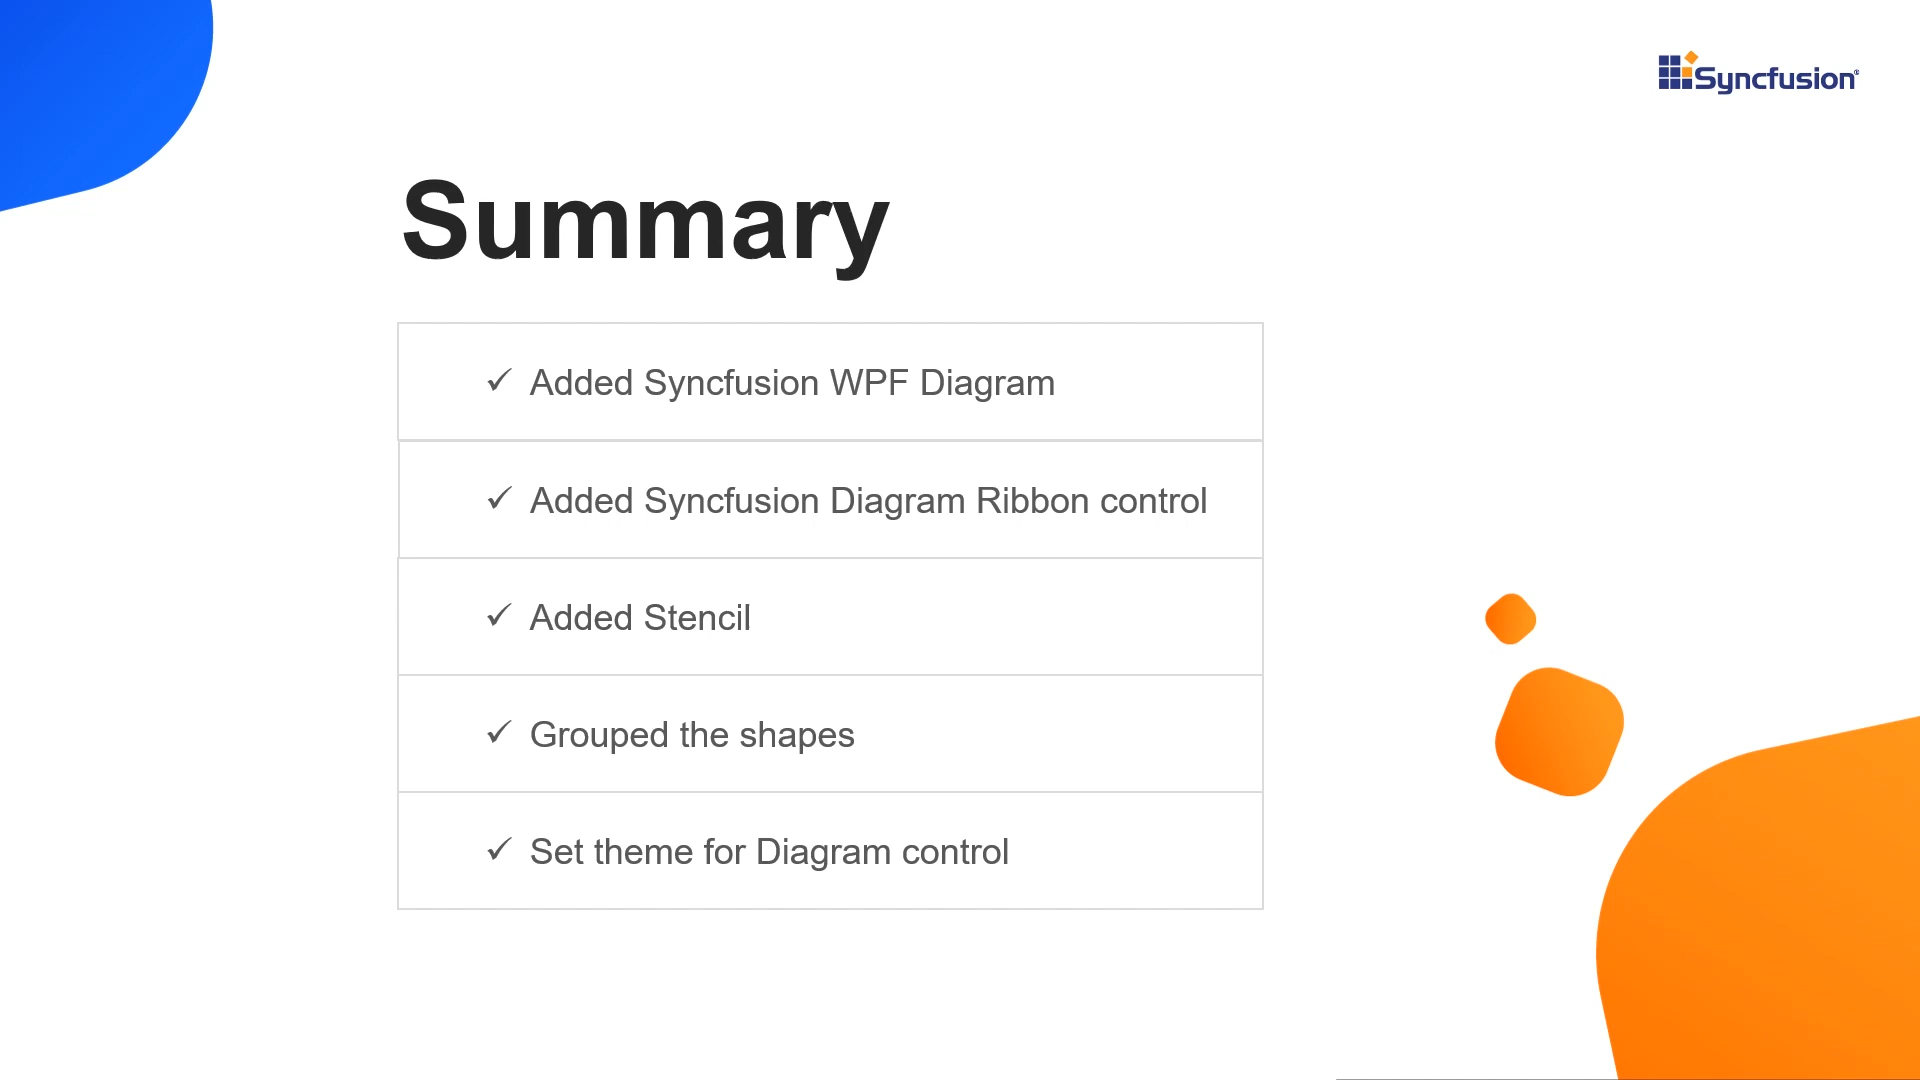 Syncfusion®
Summary
✓ Added Syncfusion WPF Diagram
✓ Added Syncfusion Diagram Ribbon control
✓ Added Stencil
✓ Grouped the shapes
✓ Set theme for Diagram control